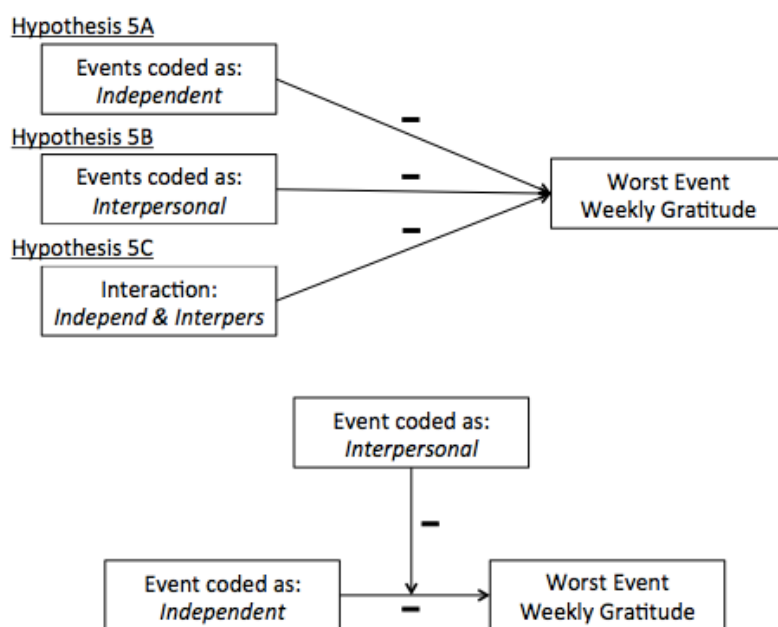 Hypothesis 5A
Events coded as:
Independent
Hypothesis 5B
Events coded as:
Interpersonal
Hypothesis 5C
Interaction:
Independ & Interpers
Worst Event
Weekly Gratitude
Event coded as:
Interpersonal
Event coded as:
Independent
Worst Event
Weekly Gratitude